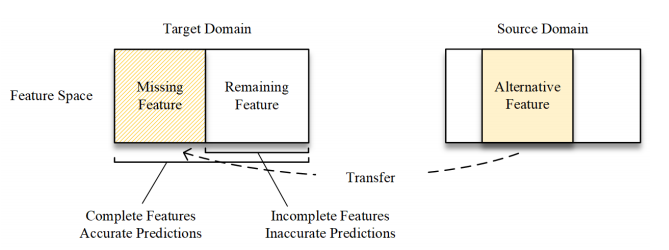 Target Domain
Source Domain
Feature Space
Missing
Feature
Remaining
Feature
Alternative
Feature
Transfer
Complete Features
Accurate Predictions
Incomplete Features
Inaccurate Predictions